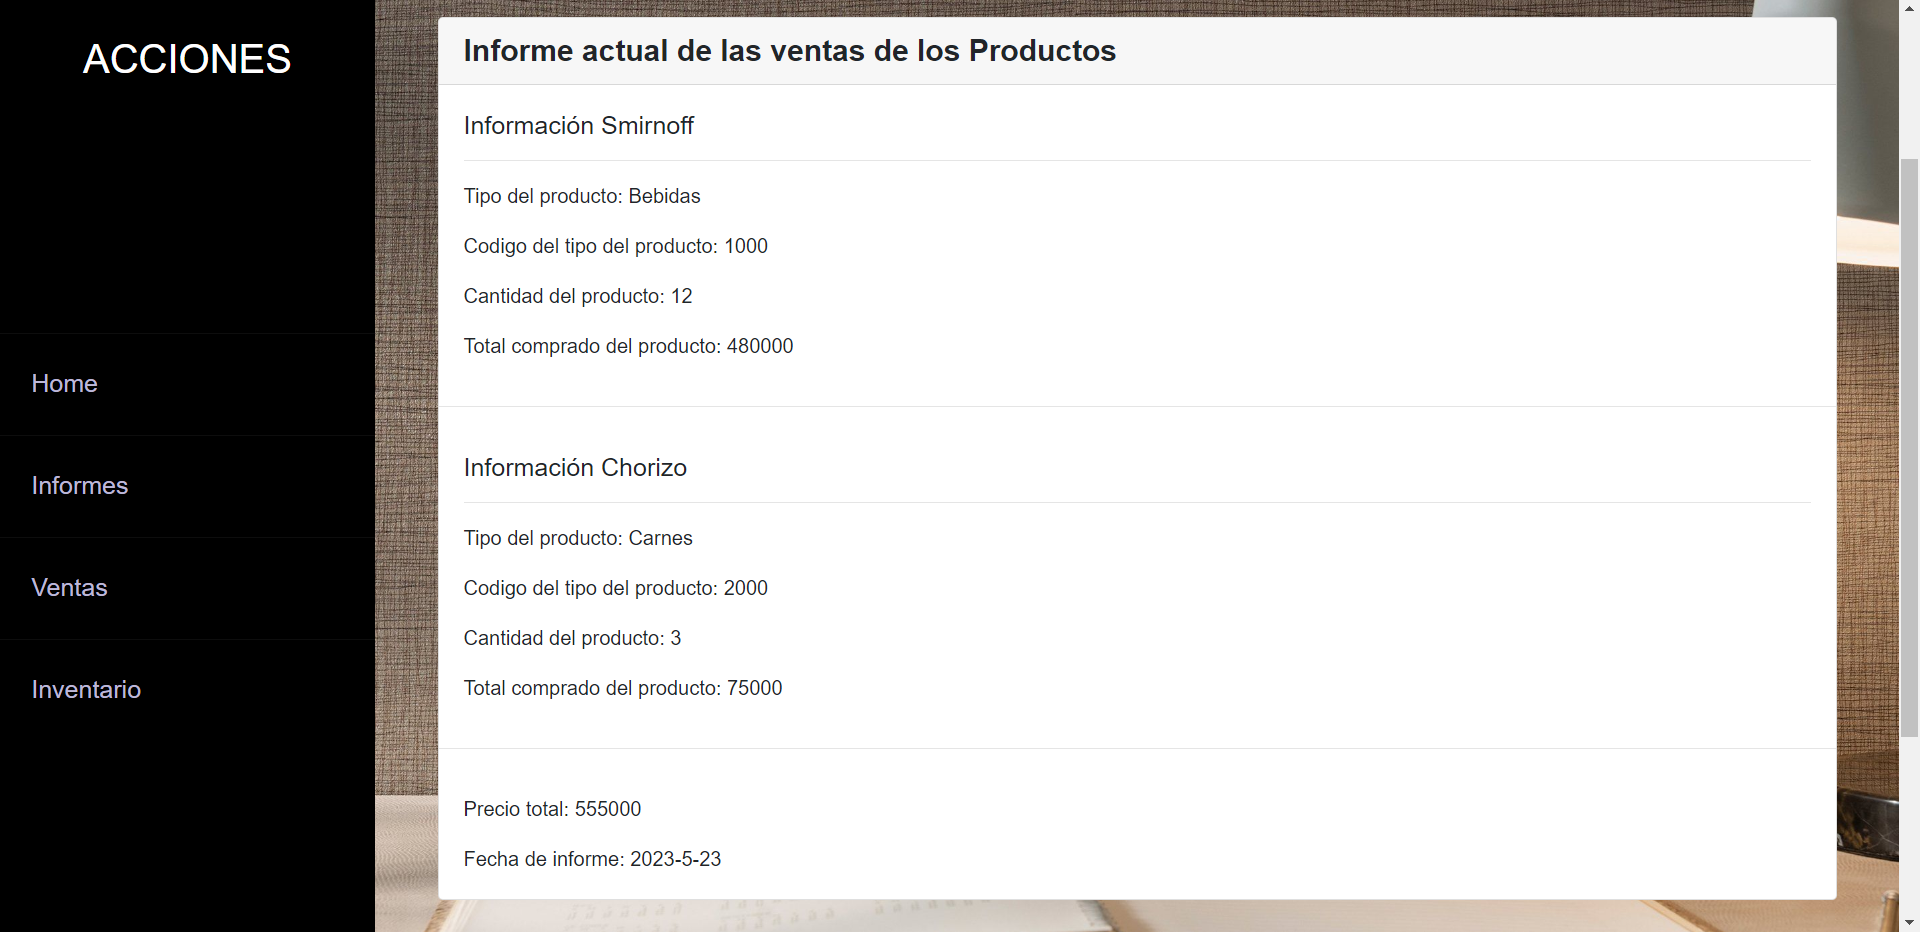 ACCIONES
Home
Informes
Ventas
Inventario
Informe actual de las ventas de los Productos
Información Smirnoff
Tipo del producto: Bebidas
Codigo del tipo del producto: 1000
Cantidad del producto: 12
Total comprado del producto: 480000
Información Chorizo
Tipo del producto: Carnes
Codigo del tipo del producto: 2000
Cantidad del producto: 3
Total comprado del producto: 75000
Precio total: 555000
Fecha de informe: 2023-5-23